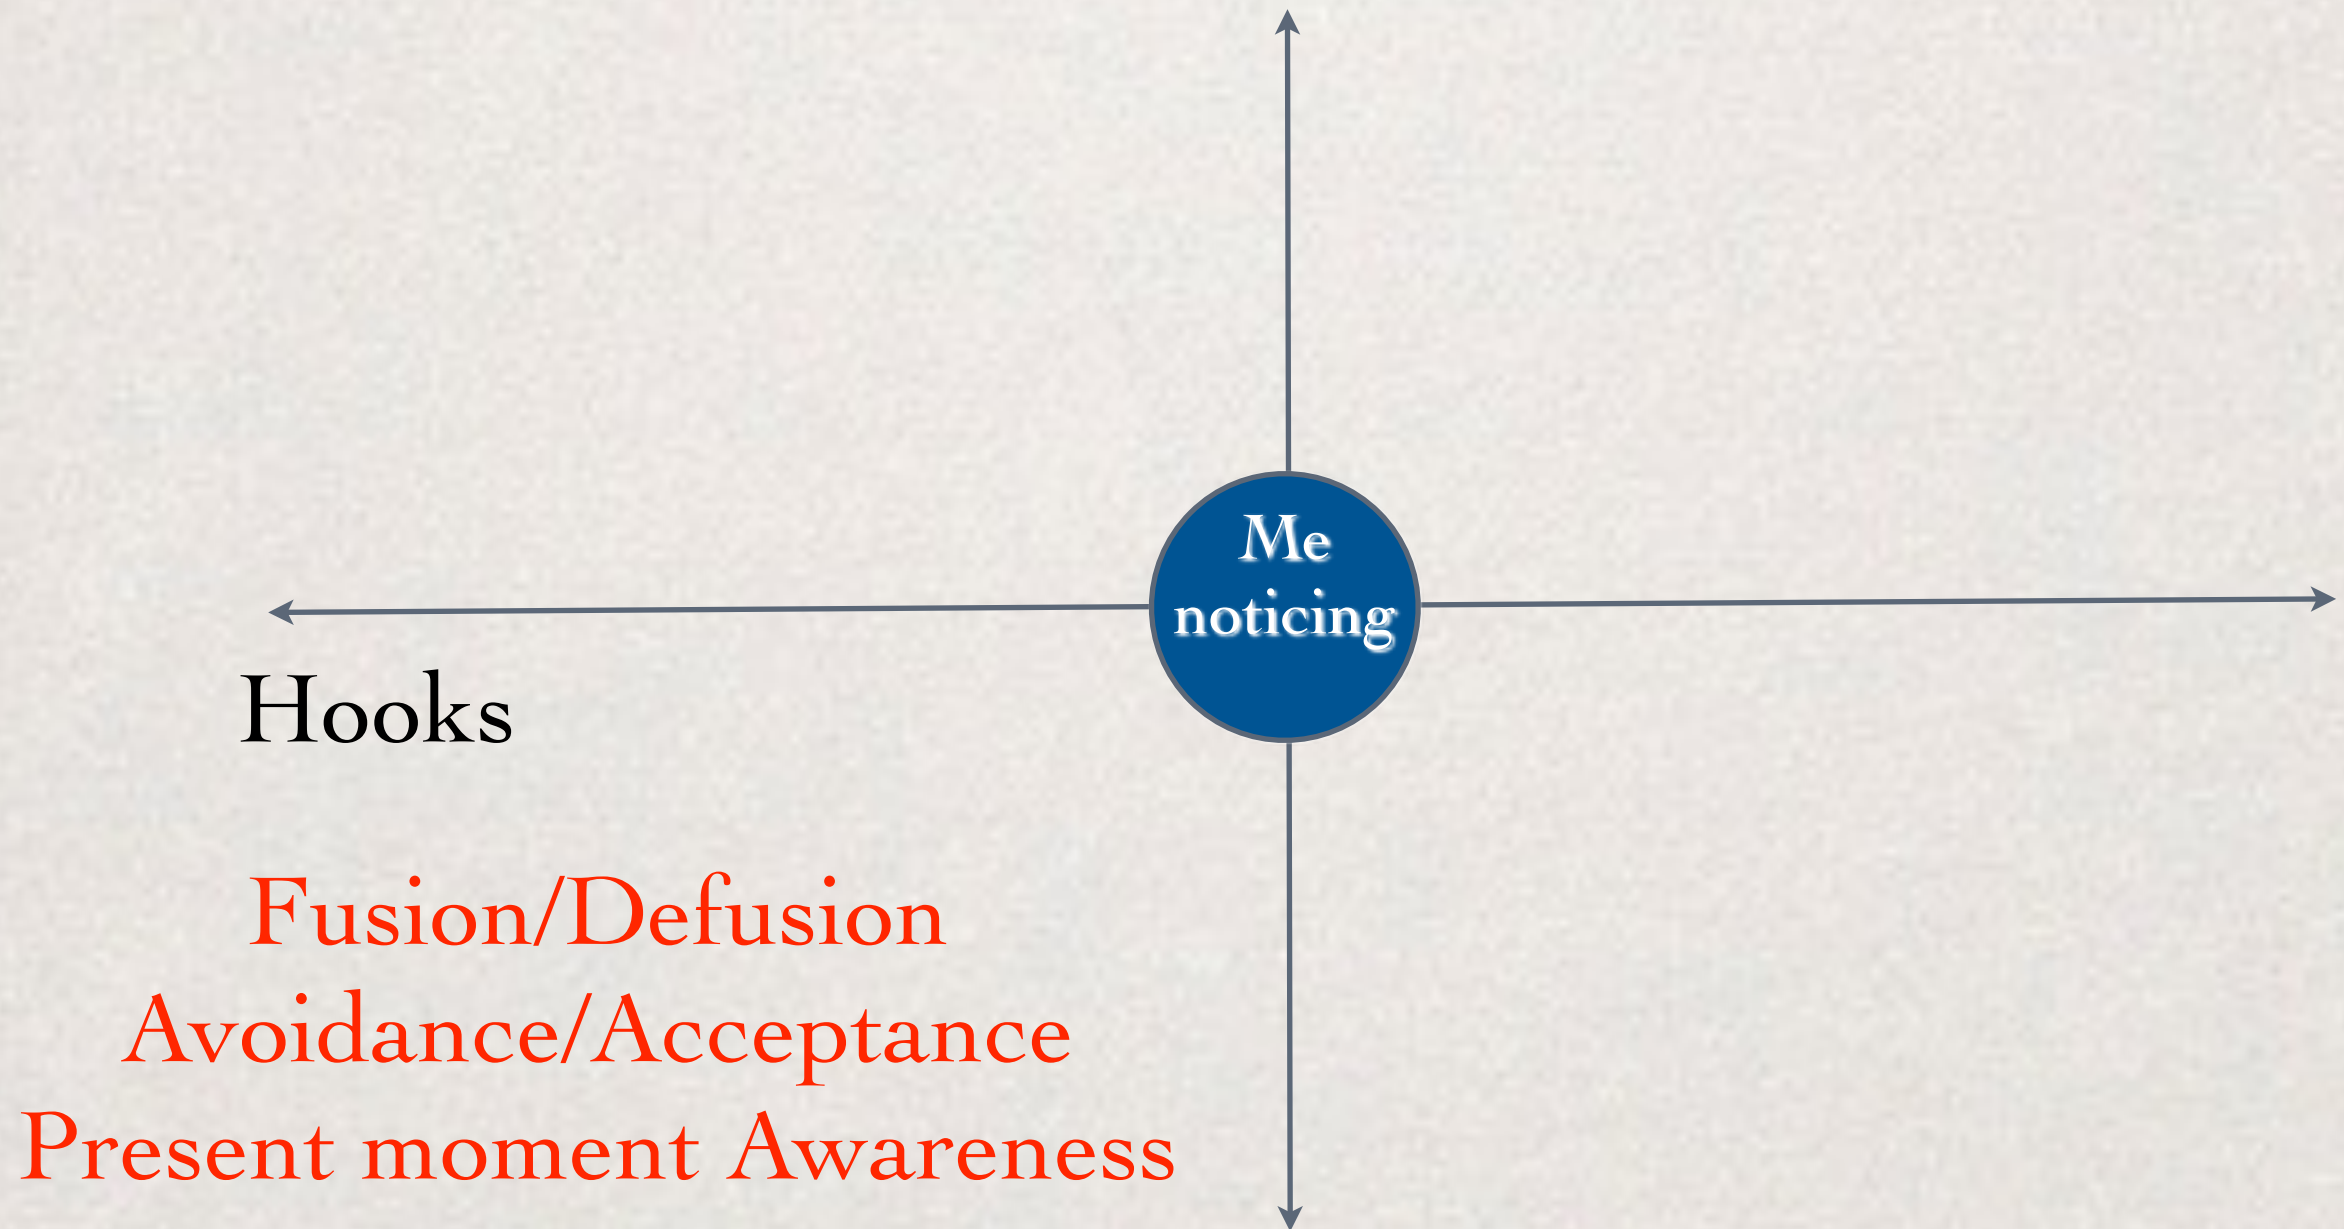 Me
noticing
Hooks
Fusion/Defusion
Avoidance/Acceptance
Present moment Awareness